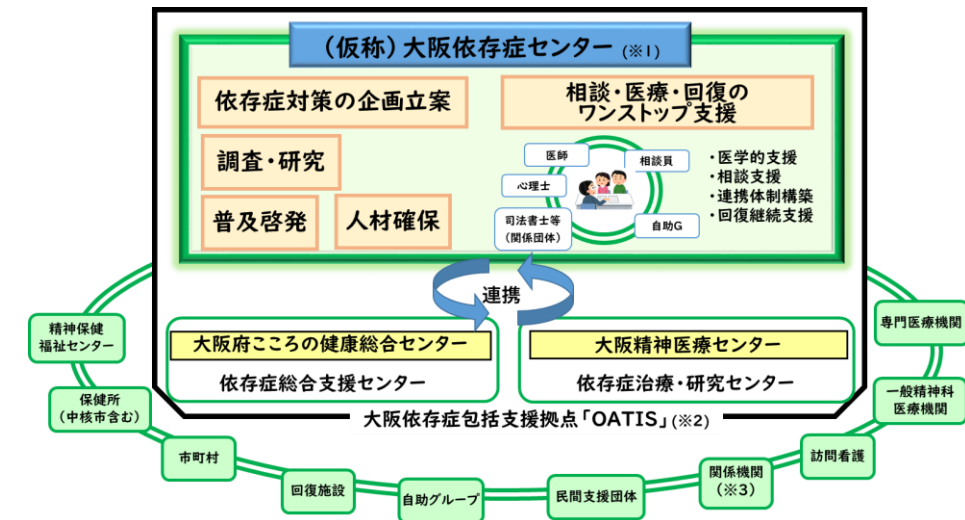 (仮称)大阪依存症センター(※1)
依存症対策の企画立案
相談・医療・回復の
ワンストップ支援
調査・研究
普及啓発
人材確保
医師
相談員
心理士
司法書士等
(関係団体)
自助G
・医学的支援
・相談支援
・連携体制構築
・回復継続支援
連携
大阪府こころの健康総合センター
依存症総合支援センター
大阪精神医療センター
依存症治療・研究センター
大阪依存症包括支援拠点「OATIS」(※2)
精神保健
福祉センター
保健所
(中核市含む)
市町村
回復施設
自助グループ
民間支援団体
関係機関
(※3)
訪問看護
一般精神科
医療機関
専門医療機関